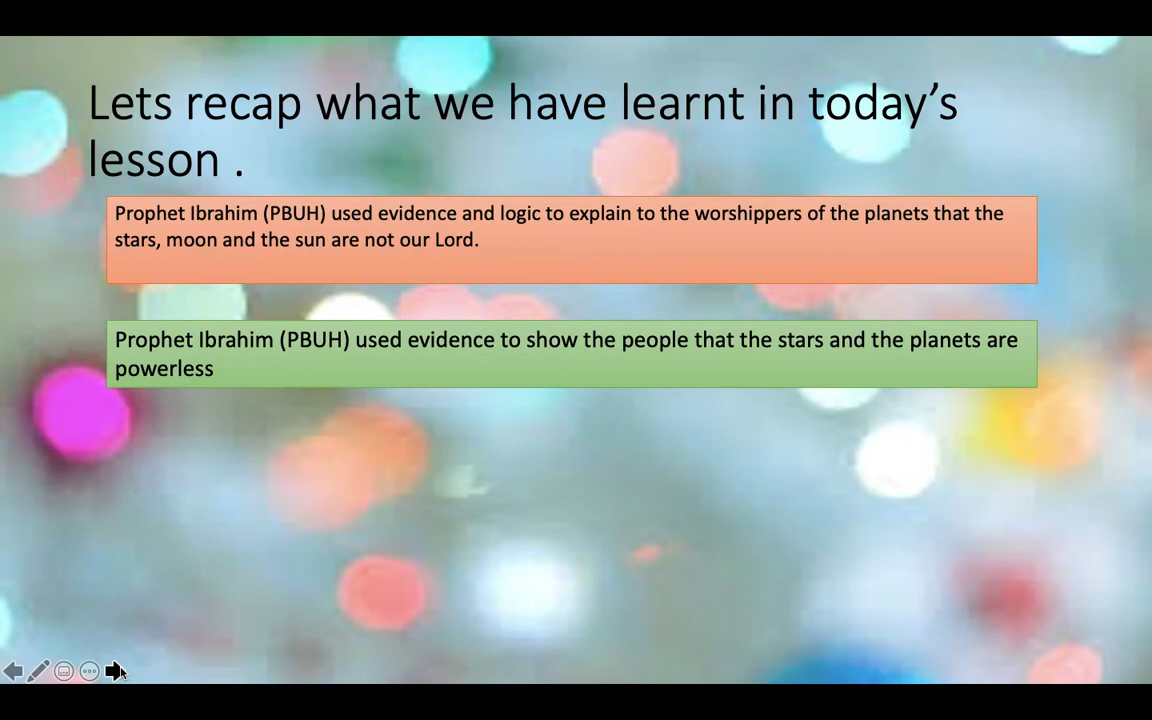 Lets recap what we have learnt in today’s
lesson .
Prophet Ibrahim (PBUH) used evidence and logic to explain to the worshippers of the planets that the
stars, moon and the sun are not our Lord.
Prophet Ibrahim (PBUH) used evidence to show the people that the stars and the planets are
powerless